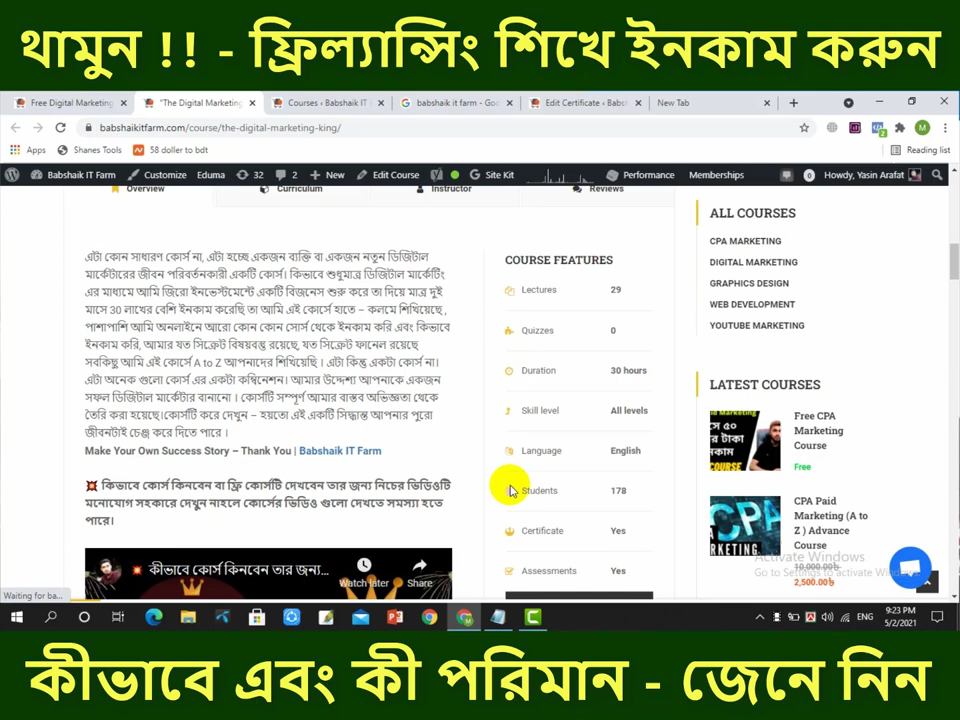 থামুন !! - ফ্রিল্যান্সিং শিখে ইনকাম করুন
Free Digital Marketing
"The Digital Marketing
Courses ‹ Babshaik IT F
babshaik it farm - Goo
Edit Certificate ‹ Babsh
New Tab
babshaikitfarm.com/course/the-digital-marketing-king/
Apps Shanes Tools 58 doller to bdt Reading list
Babshaik IT Farm Customize Eduma 32 2 New Edit Course Site Kit Performance Memberships 0 Howdy, Yasin Arafat
Overview Curriculum Instructor Reviews
এটা কোন সাধারণ কোর্স না, এটা হচ্ছে একজন ব্যক্তি বা একজন নতুন ডিজিটাল
মার্কেটারের জীবন পরিবর্তনকারী একটি কোর্স। কিভাবে শুধুমাত্র ডিজিটাল মার্কেটিং
এর মাধ্যমে আমি জিরো ইনভেস্টমেন্টে একটি বিজনেস শুরু করে তা দিয়ে মাত্র দুই
মাসে 30 লাখের বেশি ইনকাম করেছি তা আমি এই কোর্সে হাতে – কলমে শিখিয়েছে ,
পাশাপাশি আমি অনলাইনে আরো কোন কোন সোর্স থেকে ইনকাম করি এবং কিভাবে
ইনকাম করি, আমার যত সিক্রেট বিষয়বস্তু রয়েছে, যত সিক্রেট ফানেল রয়েছে
সবকিছু আমি এই কোর্সে A to Z আপনাদের শিখিয়েছি । এটা কিন্তু একটা কোর্স না।
এটা অনেক গুলো কোর্স এর একটা কম্বিনেশন। আমার উদ্দেশ্য আপনাকে একজন
সফল ডিজিটাল মার্কেটার বানানো । কোর্সটি সম্পূর্ণ আমার বাস্তব অভিজ্ঞতা থেকে
তৈরি করা হয়েছে।কোর্সটি করে দেখুন – হয়তো এই একটি সিদ্ধান্ত আপনার পুরো
জীবনটাই চেঞ্জ করে দিতে পারে ।
Make Your Own Success Story – Thank You | Babshaik IT Farm
কিভাবে কোর্স কিনবেন বা ফ্রি কোর্সটি দেখবেন তার জন্য নিচের ভিডিওটি
মনোযোগ সহকারে দেখুন নাহলে কোর্সের ভিডিও গুলো দেখতে সমস্যা হতে
পারে।
কীভাবে কোর্স কিনবেন তার জন্য...
Watch later Share
COURSE FEATURES
Lectures 29
Quizzes 0
Duration 30 hours
Skill level All levels
Language English
Students 178
Certificate Yes
Assessments Yes
ALL COURSES
CPA MARKETING
DIGITAL MARKETING
GRAPHICS DESIGN
WEB DEVELOPMENT
YOUTUBE MARKETING
LATEST COURSES
Free CPA
Marketing
Course
Free
CPA Paid
Marketing (A to
Z ) Advance
Course
10,000.00৳
2,500.00৳
Activate Windows
Go to Settings to activate Windows.
Waiting for ba...
ENG
9:23 PM
5/2/2021
কীভাবে এবং কী পরিমান - জেনে নিন